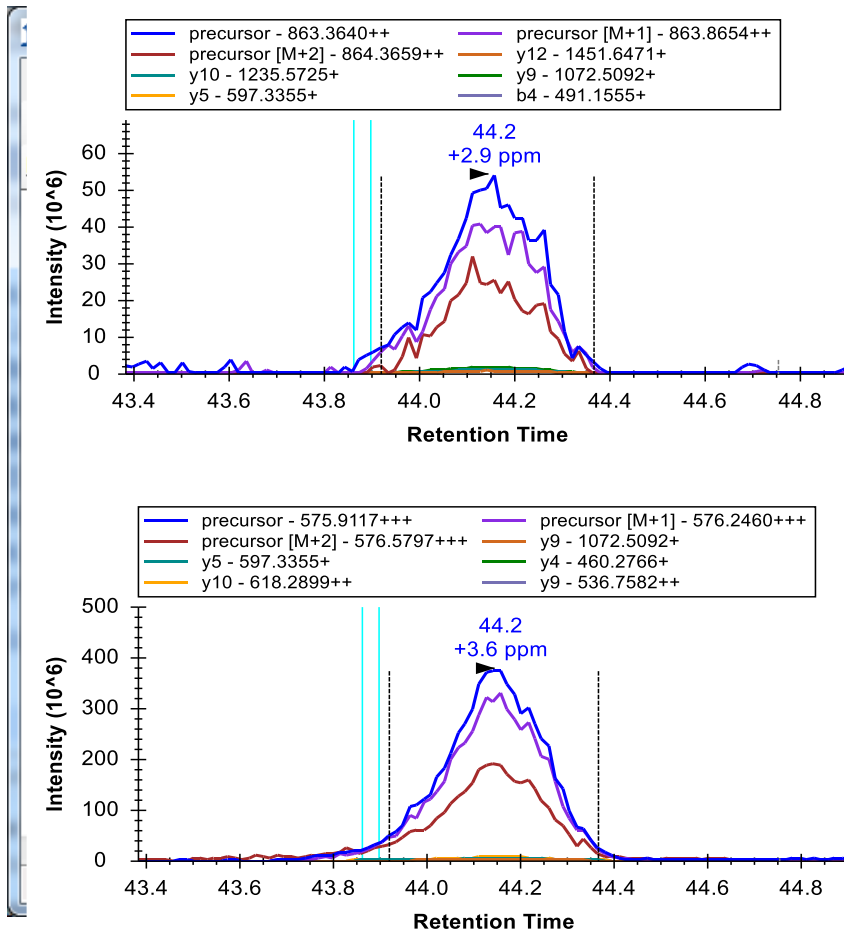 precursor - 863.3640++
precursor [M+1] - 863.8654++
precursor [M+2] - 864.3659++
y12 - 1451.6471+
y10 - 1235.5725+
y9 - 1072.5092+
y5 - 597.3355+
b4 - 491.1555+
44.2
+2.9 ppm
Intensity (10^6)
60
50
40
30
20
10
0
43.4 43.6 43.8 44.0 44.2 44.4 44.6 44.8
Retention Time
precursor - 575.9117+++
precursor [M+1] - 576.2460+++
precursor [M+2] - 576.5797+++
y9 - 1072.5092+
y5 - 597.3355+
y4 - 460.2766+
y10 - 618.2899++
y9 - 536.7582++
44.2
+3.6 ppm
Intensity (10^6)
500
400
300
200
100
0
43.4 43.6 43.8 44.0 44.2 44.4 44.6 44.8
Retention Time